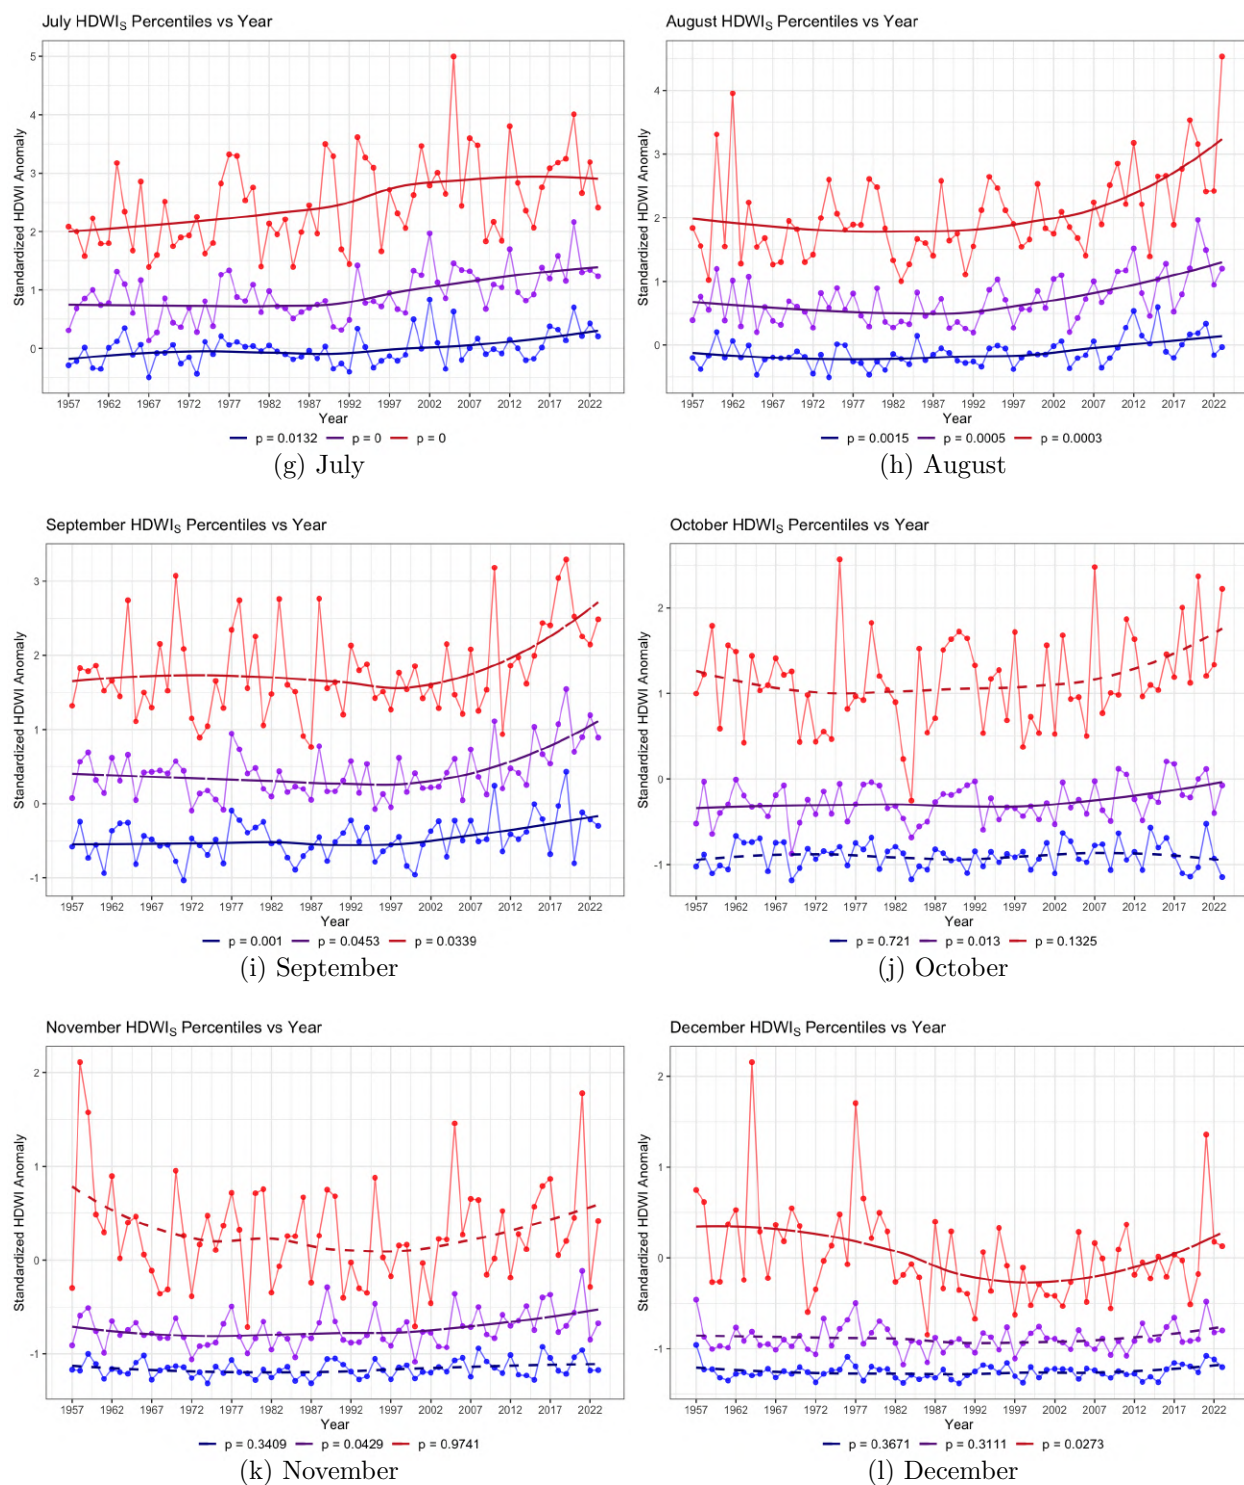 July HDWIS Percentiles vs Year
Standardized HDWI Anomaly
5
4
3
2
1
0
1957 1962 1967 1972 1977 1982 1987 1992 1997 2002 2007 2012 2017 2022
Year
p = 0.0132 p = 0 p = 0
(g) July
August HDWIS Percentiles vs Year
Standardized HDWI Anomaly
4
3
2
1
0
1957 1962 1967 1972 1977 1982 1987 1992 1997 2002 2007 2012 2017 2022
Year
p = 0.0015 p = 0.0005 p = 0.0003
(h) August
September HDWIS Percentiles vs Year
Standardized HDWI Anomaly
3
2
1
0
-1
1957 1962 1967 1972 1977 1982 1987 1992 1997 2002 2007 2012 2017 2022
Year
p = 0.001 p = 0.0453 p = 0.0339
(i) September
October HDWIS Percentiles vs Year
Standardized HDWI Anomaly
2
1
0
-1
1957 1962 1967 1972 1977 1982 1987 1992 1997 2002 2007 2012 2017 2022
Year
p = 0.721 p = 0.013 p = 0.1325
(j) October
November HDWIS Percentiles vs Year
Standardized HDWI Anomaly
2
1
0
-1
1957 1962 1967 1972 1977 1982 1987 1992 1997 2002 2007 2012 2017 2022
Year
p = 0.3409 p = 0.0429 p = 0.9741
(k) November
December HDWIS Percentiles vs Year
Standardized HDWI Anomaly
2
1
0
-1
1957 1962 1967 1972 1977 1982 1987 1992 1997 2002 2007 2012 2017 2022
Year
p = 0.3671 p = 0.3111 p = 0.0273
(l) December